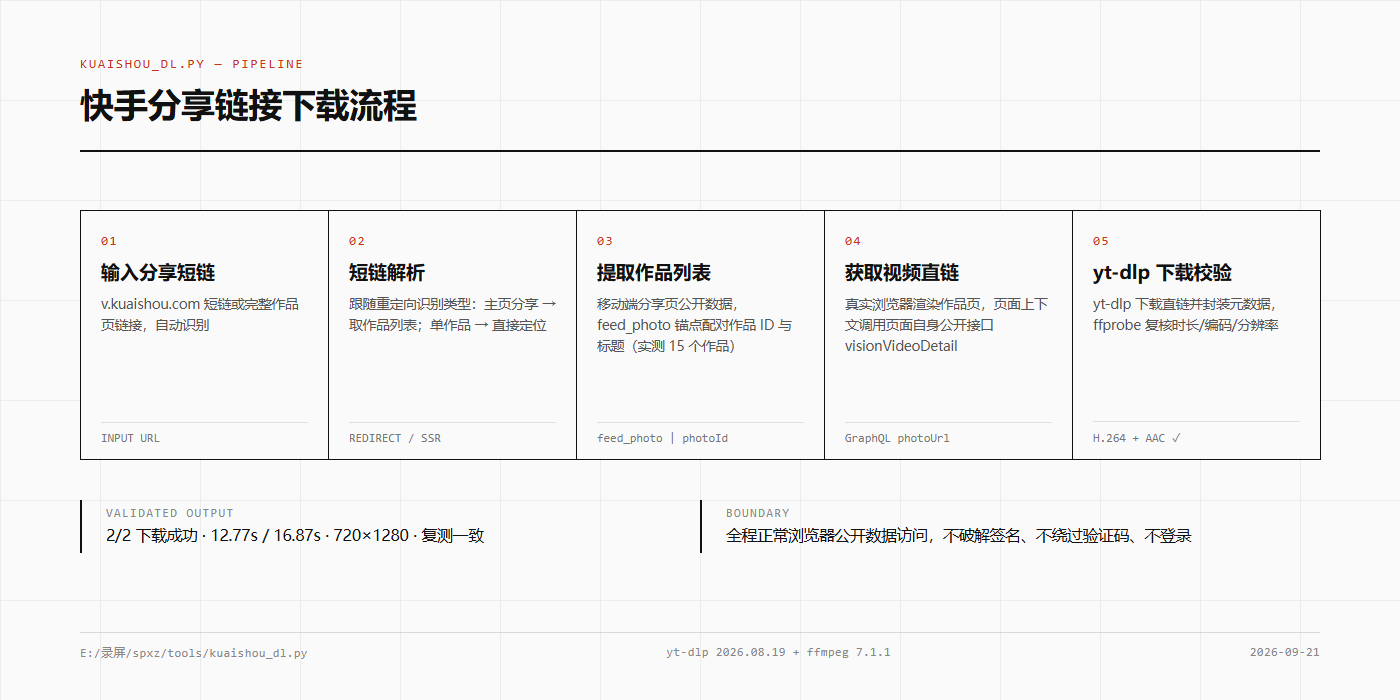 KUAISHOU_DL.PY — PIPELINE
快手分享链接下载流程
01
输入分享短链
v.kuaishou.com 短链或完整作品
页链接，自动识别
INPUT URL
02
短链解析
跟随重定向识别类型：主页分享 →
取作品列表；单作品 → 直接定位
REDIRECT / SSR
03
提取作品列表
移动端分享页公开数据，
feed_photo 锚点配对作品 ID 与
标题（实测 15 个作品）
feed_photo | photoId
04
获取视频直链
真实浏览器渲染作品页，页面上下
文调用页面自身公开接口
visionVideoDetail
GraphQL photoUrl
05
yt-dlp 下载校验
yt-dlp 下载直链并封装元数据，
ffprobe 复核时长/编码/分辨率
H.264 + AAC ✓
VALIDATED OUTPUT
2/2 下载成功 · 12.77s / 16.87s · 720×1280 · 复测一致
BOUNDARY
全程正常浏览器公开数据访问，不破解签名、不绕过验证码、不登录
E:/录屏/spxz/tools/kuaishou_dl.py
yt-dlp 2026.08.19 + ffmpeg 7.1.1
2026-09-21